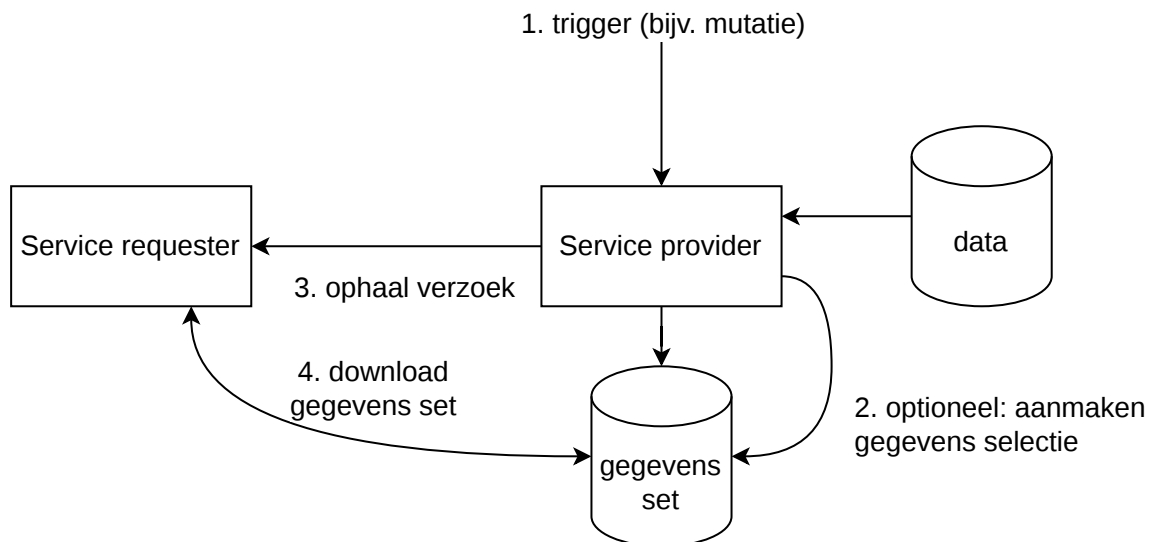 1. trigger (bijv. mutatie)
Service requester
Service provider
data
3. ophaal verzoek
4. download
gegevens set
2. optioneel: aanmaken
gegevens selectie
gegevens
set